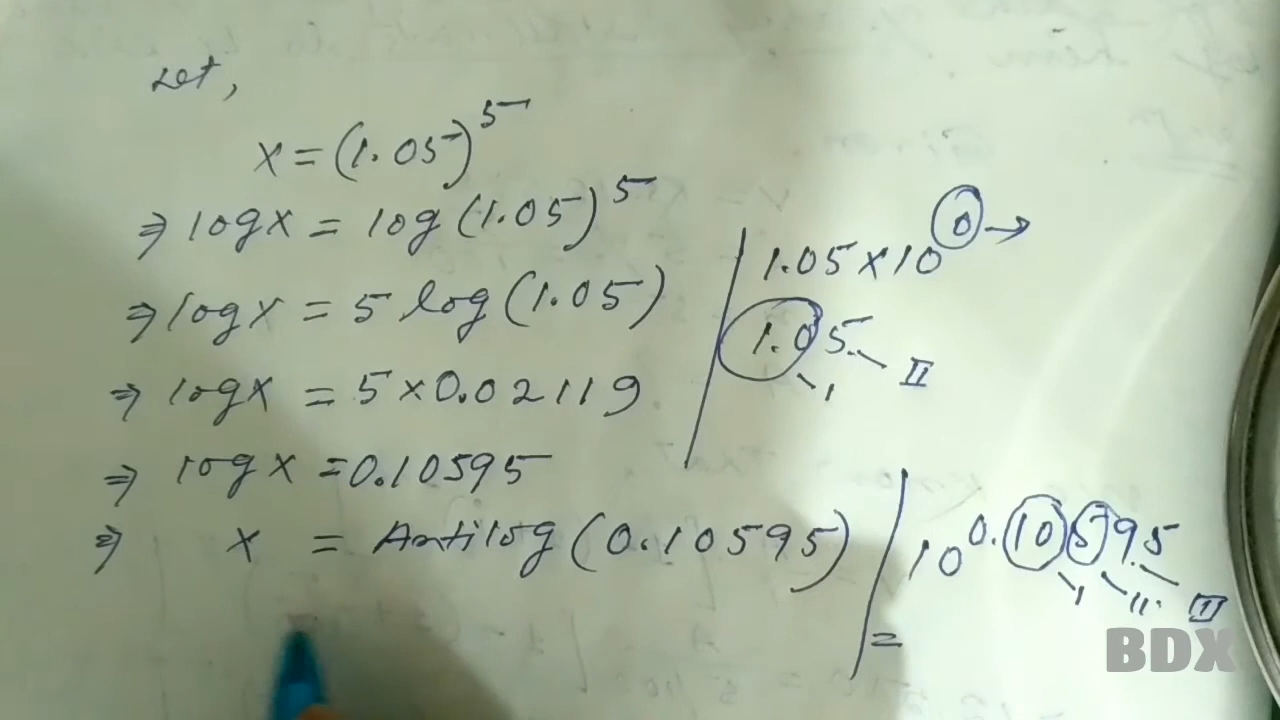 Let,
x = (1.05)^5
⇒ log x = log (1.05)^5
⇒ log x = 5 log (1.05)
⇒ log x = 5 × 0.02119
⇒ log x = 0.10595
⇒ x = Antilog (0.10595)
1.05 × 10^0 →
1.05
I
II
10^0.10595
I
II
III
=
BDX